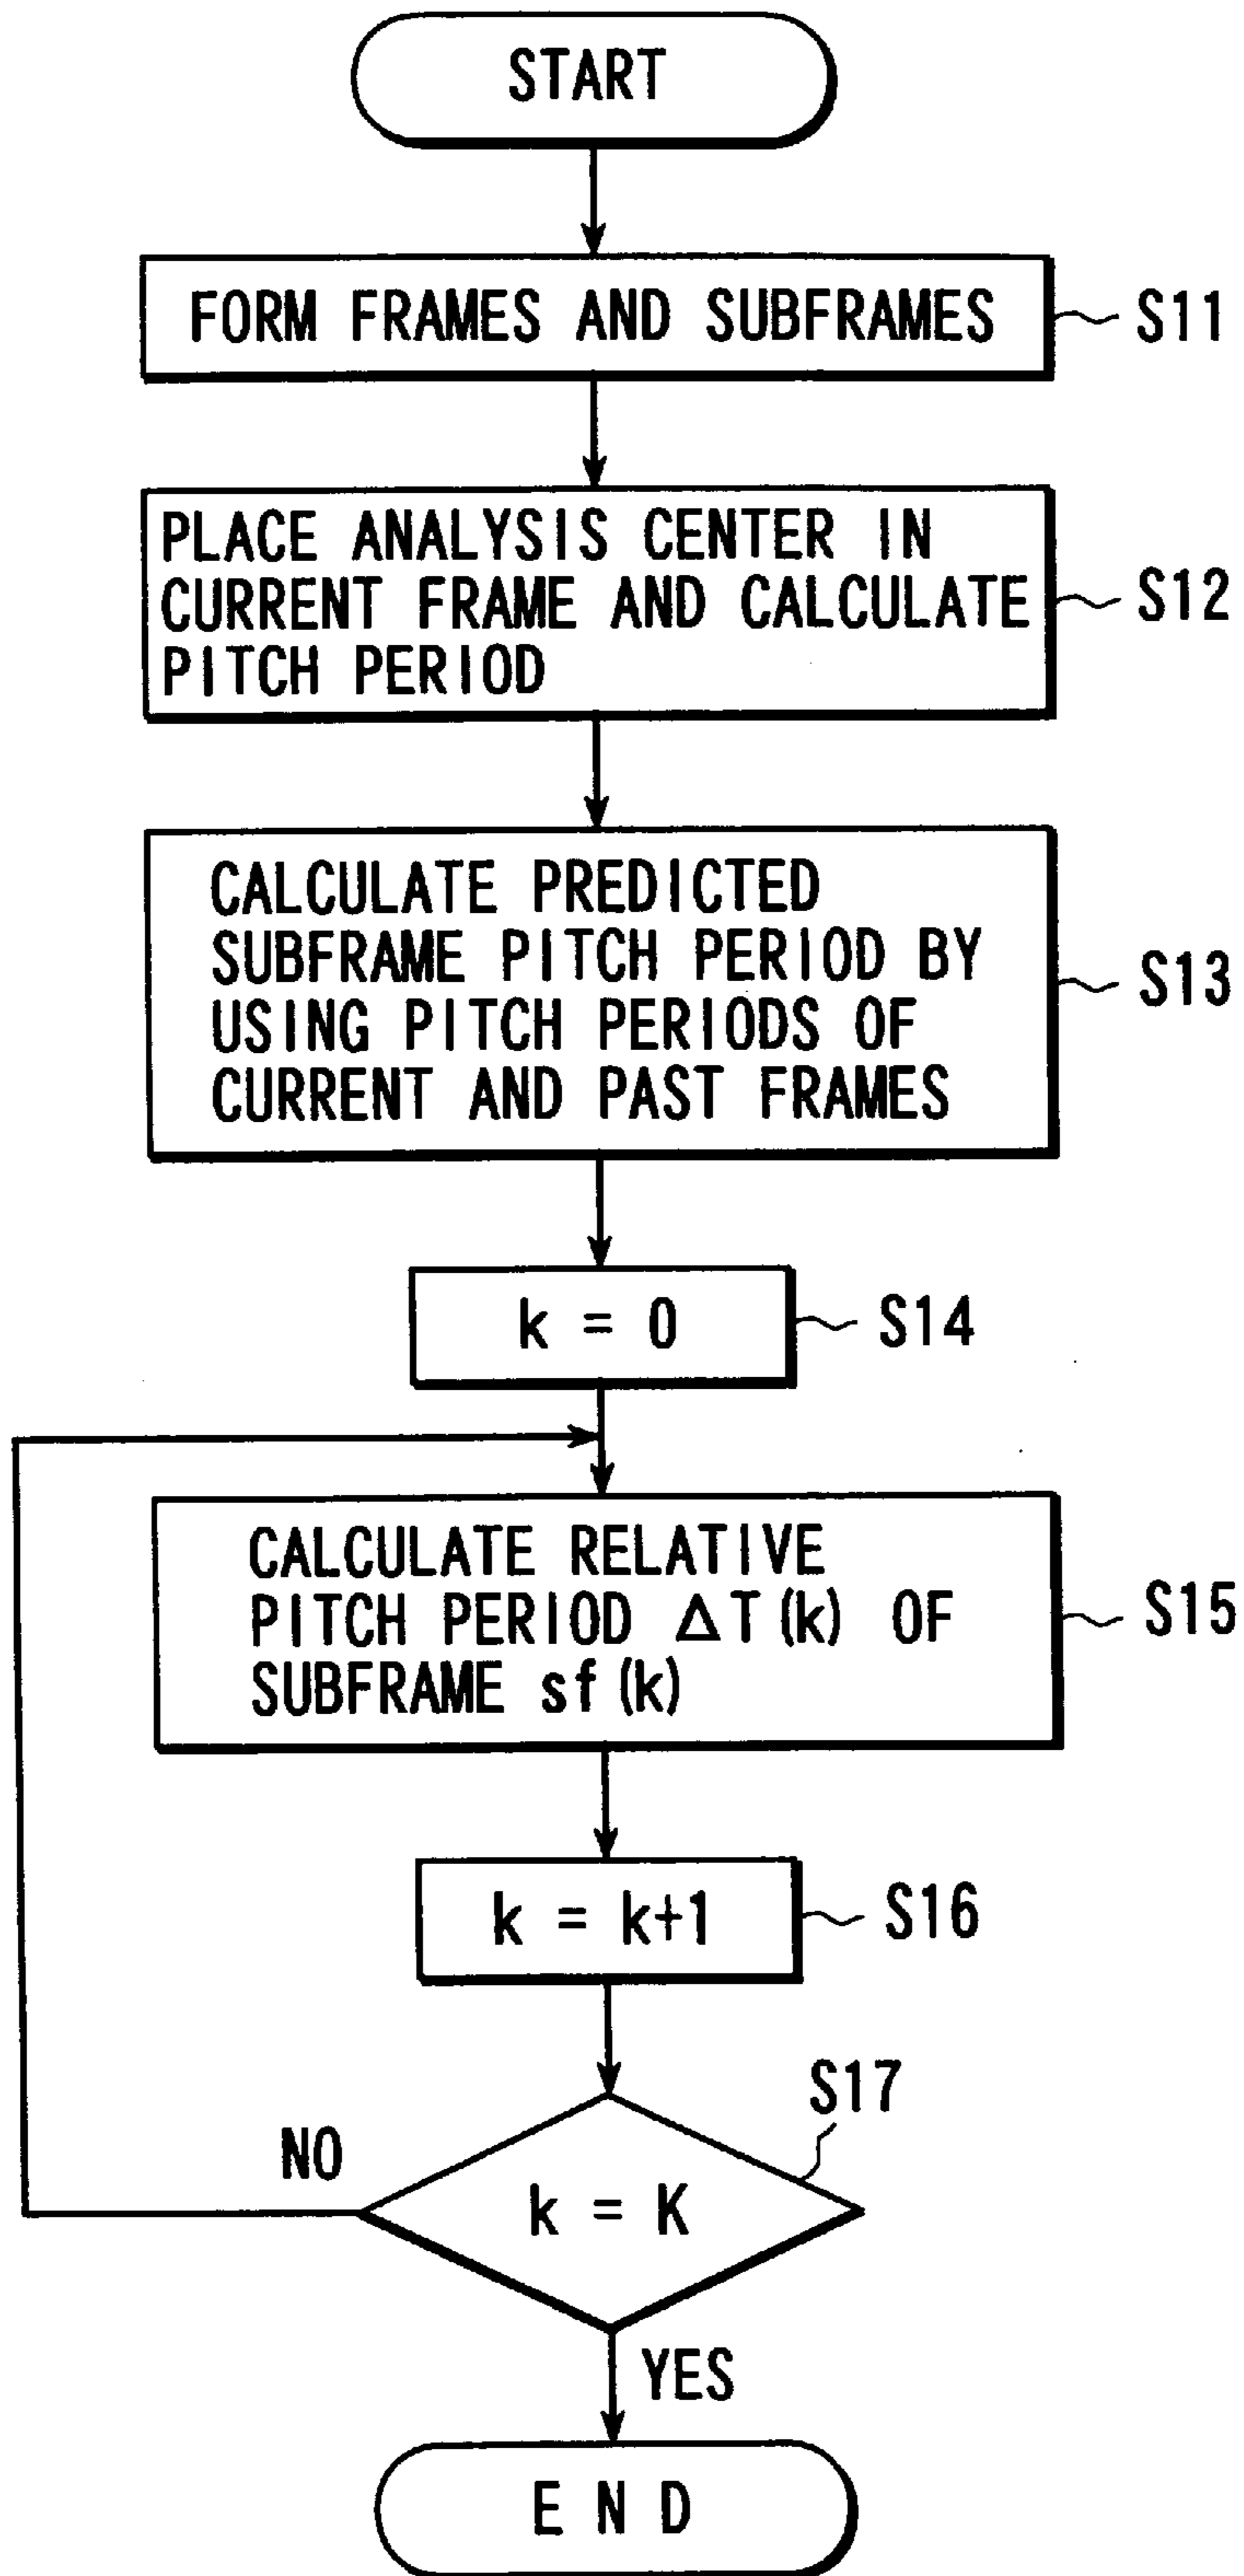 START
FORM FRAMES AND SUBFRAMES
S11
PLACE ANALYSIS CENTER IN
CURRENT FRAME AND CALCULATE
PITCH PERIOD
S12
CALCULATE PREDICTED
SUBFRAME PITCH PERIOD BY
USING PITCH PERIODS OF
CURRENT AND PAST FRAMES
S13
k = 0
S14
CALCULATE RELATIVE
PITCH PERIOD ΔT(k) OF
SUBFRAME sf(k)
S15
k = k+1
S16
S17
NO
k = K
YES
END